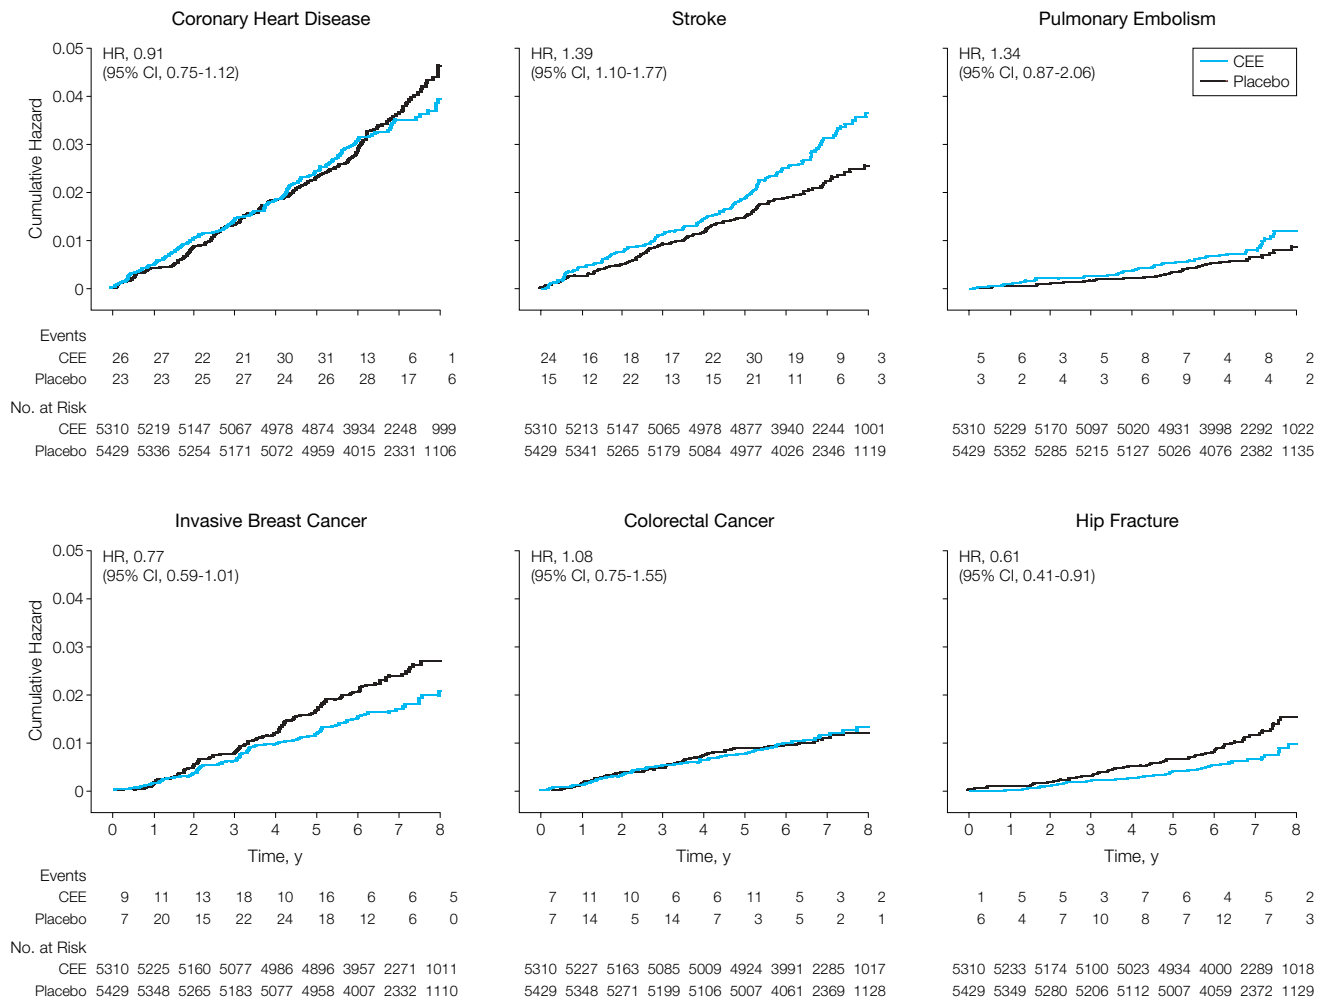 Coronary Heart Disease
HR, 0.91
(95% CI, 0.75-1.12)
0.05
0.04
0.03
0.02
0.01
0
Cumulative Hazard
Stroke
HR, 1.39
(95% CI, 1.10-1.77)
Pulmonary Embolism
HR, 1.34
(95% CI, 0.87-2.06)
CEE
Placebo
Events
CEE 26 27 22 21 30 31 13 6 1 24 16 18 17 22 30 19 9 3 5 6 3 5 8 7 4 8 2
Placebo 23 23 25 27 24 26 28 17 6 15 12 22 13 15 21 11 6 3 3 2 4 3 6 9 4 4 2
No. at Risk
CEE 5310 5219 5147 5067 4978 4874 3934 2248 999 5310 5213 5147 5065 4978 4877 3940 2244 1001 5310 5229 5170 5097 5020 4931 3998 2292 1022
Placebo 5429 5336 5254 5171 5072 4959 4015 2331 1106 5429 5341 5265 5179 5084 4977 4026 2346 1119 5429 5352 5285 5215 5127 5026 4076 2382 1135
Invasive Breast Cancer
HR, 0.77
(95% CI, 0.59-1.01)
0.05
0.04
0.03
0.02
0.01
0
Cumulative Hazard
0 1 2 3 4 5 6 7 8
Time, y
Colorectal Cancer
HR, 1.08
(95% CI, 0.75-1.55)
0 1 2 3 4 5 6 7 8
Time, y
Hip Fracture
HR, 0.61
(95% CI, 0.41-0.91)
0 1 2 3 4 5 6 7 8
Time, y
Events
CEE 9 11 13 18 10 16 6 6 5 7 11 10 6 6 11 5 3 2 1 5 5 3 7 6 4 5 2
Placebo 7 20 15 22 24 18 12 6 0 7 14 5 14 7 3 5 2 1 6 4 7 10 8 7 12 7 3
No. at Risk
CEE 5310 5225 5160 5077 4986 4896 3957 2271 1011 5310 5227 5163 5085 5009 4924 3991 2285 1017 5310 5233 5174 5100 5023 4934 4000 2289 1018
Placebo 5429 5348 5265 5183 5077 4958 4007 2332 1110 5429 5348 5271 5199 5106 5007 4061 2369 1128 5429 5349 5280 5206 5112 5007 4059 2372 1129